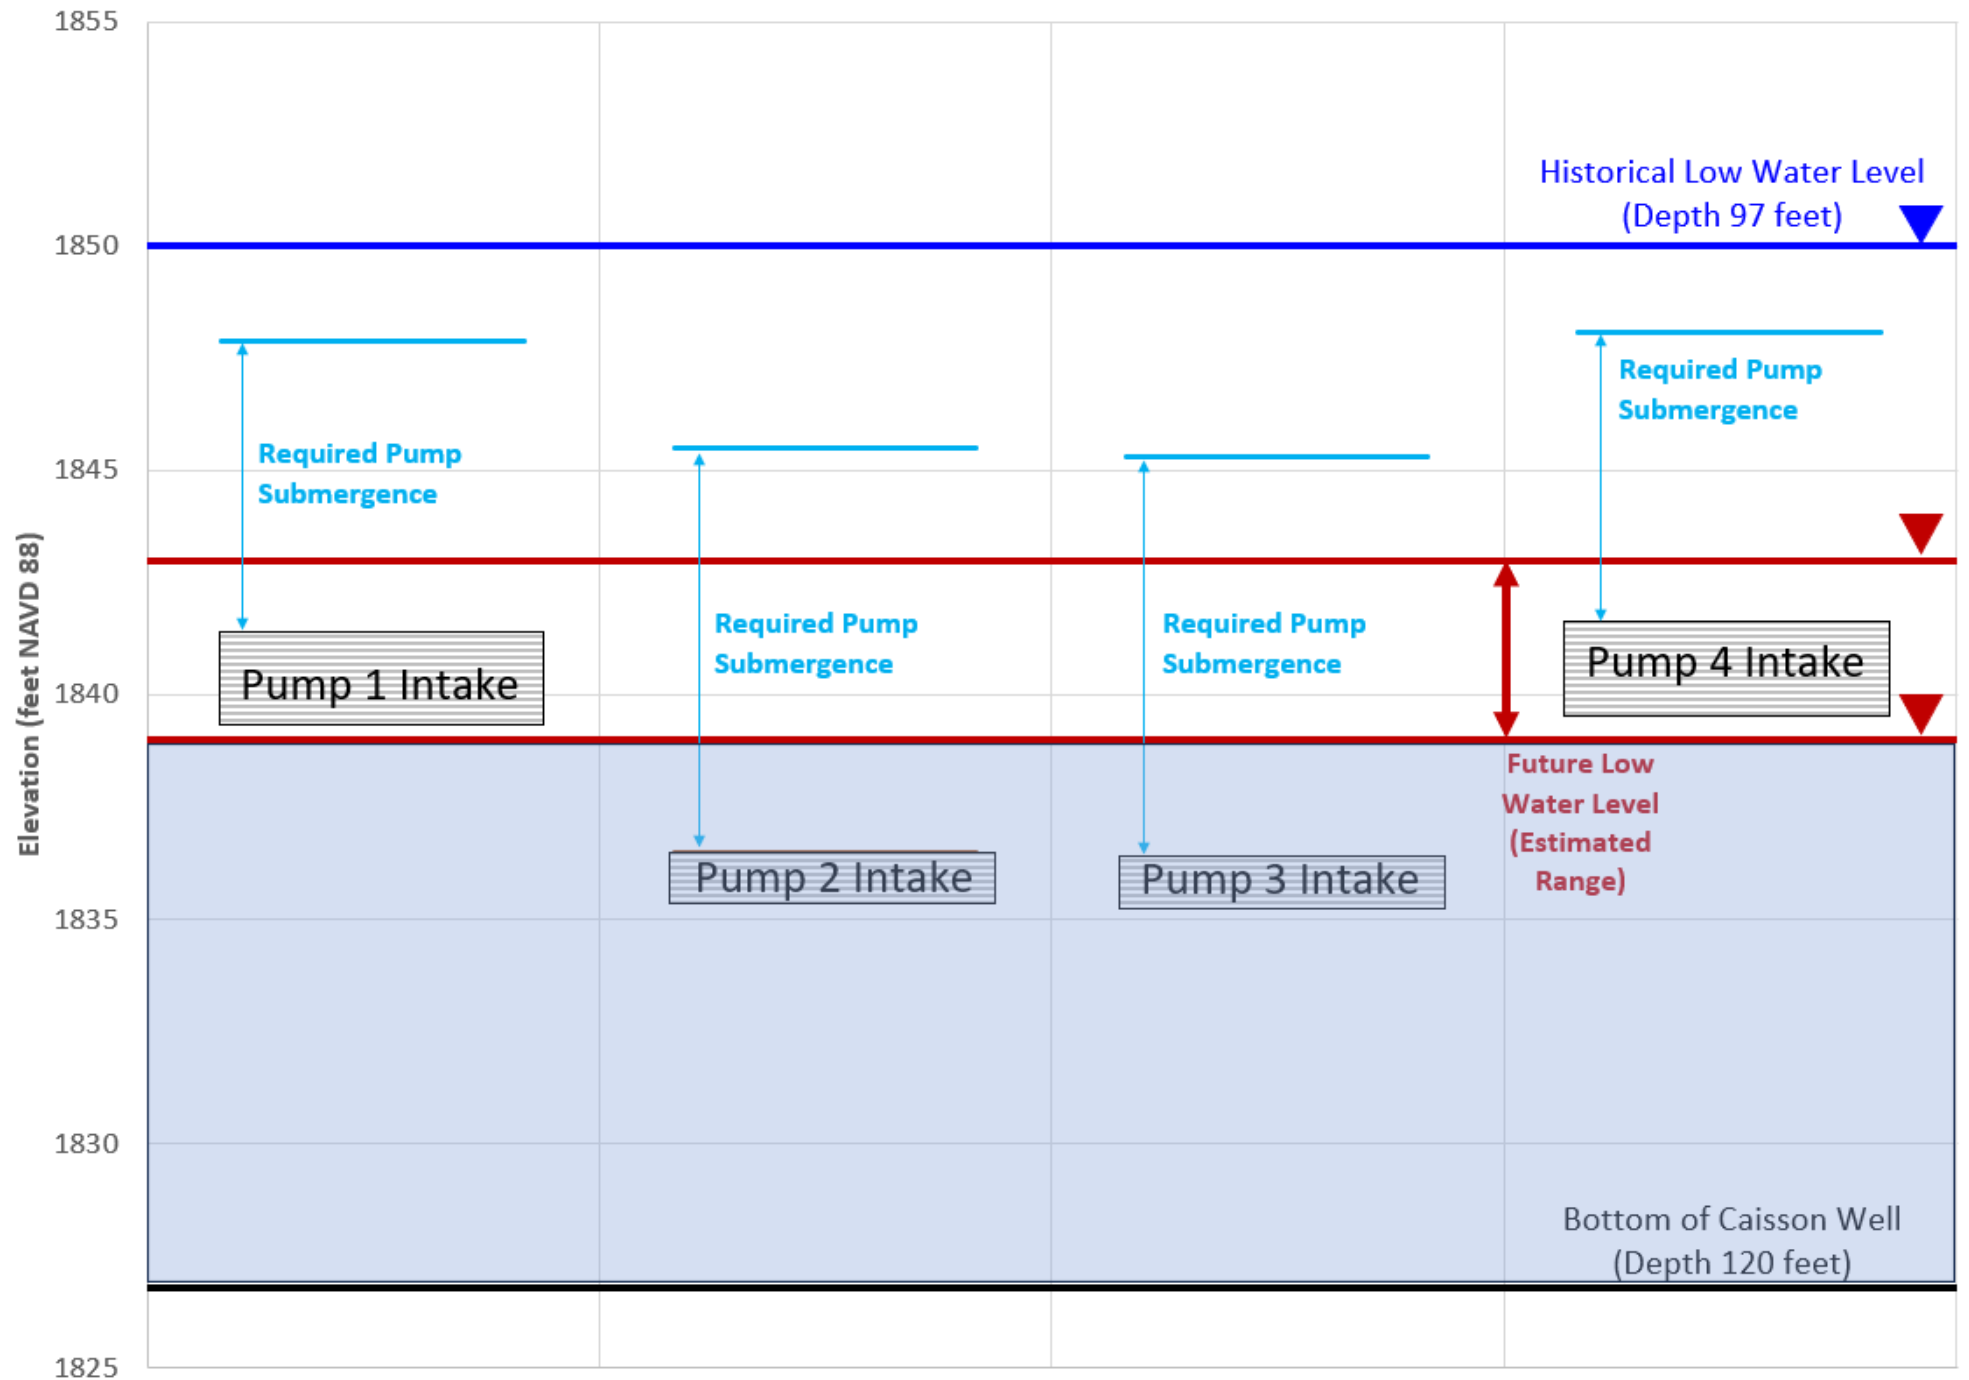 1855
Historical Low Water Level
(Depth 97 feet)
1850
Required Pump
Submergence
Required Pump
Submergence
1845
Required Pump
Submergence
Required Pump
Submergence
Pump 1 Intake
Pump 4 Intake
1840
Elevation (feet NAVD 88)
Future Low
Water Level
(Estimated
Range)
Pump 2 Intake
Pump 3 Intake
1835
1830
Bottom of Caisson Well
(Depth 120 feet)
1825